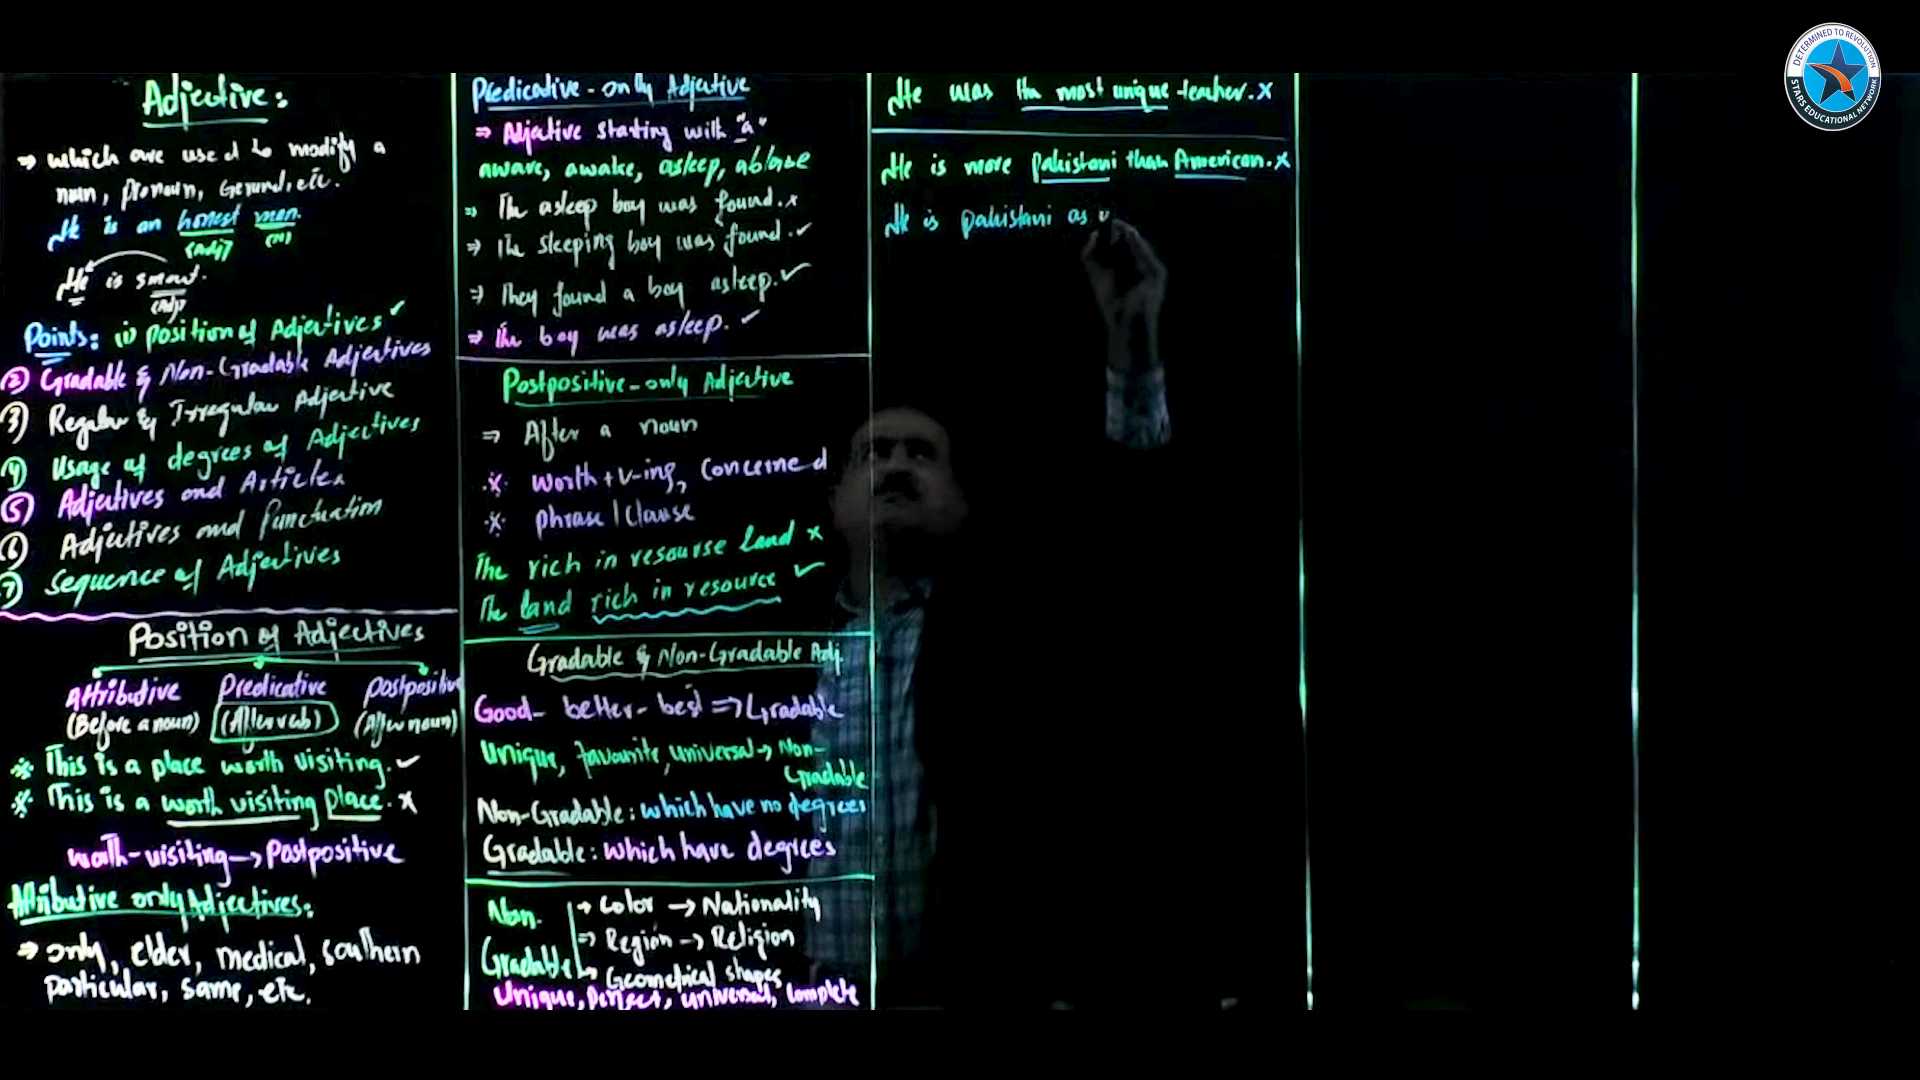 Adjective:
⇒ which are used to modify a
noun, pronoun, Gerund, etc.
He is an honest man.
(Adj) (N)
He is smart.
(Adj)
Points: (i) Position of Adjectives ✓
② Gradable & Non-Gradable Adjectives
③ Regular & Irregular Adjective
④ Usage of degrees of Adjectives
⑤ Adjectives and Articles
⑥ Adjectives and Punctuation
⑦ Sequence of Adjectives
Position of Adjectives
Attributive Predicative Postpositive
(Before a noun) (After verb) (After noun)
※ This is a place worth visiting. ✓
※ This is a worth visiting place. x
worth-visiting → Postpositive
Attributive only Adjectives:
⇒ only, elder, medical, southern
particular, same, etc.
Predicative-only Adjective
⇒ Adjective starting with "a"
aware, awake, asleep, ablaze
⇒ The asleep boy was found. x
⇒ The sleeping boy was found. ✓
⇒ They found a boy asleep. ✓
⇒ The boy was asleep. ✓
Postpositive-only Adjective
⇒ After a noun
※ worth+v-ing, concerned
※ phrase/clause
The rich in resourse land x
The land rich in resource ✓
Gradable & Non-Gradable Adj.
Good- better- best ⇒ Gradable
Unique, favourite, universal → Non-
Gradable
Non-Gradable: which have no degrees
Gradable: which have degrees
Non. → Color → Nationality
Gradable ⇒ Region → Religion
→ Geometrical shapes
Unique, Perfect, universal, complete
He was the most unique teacher. x
He is more pakistani than American. x
He is pakistani as
DETERMINED TO REVOLUTION
STARS EDUCATIONAL NETWORK